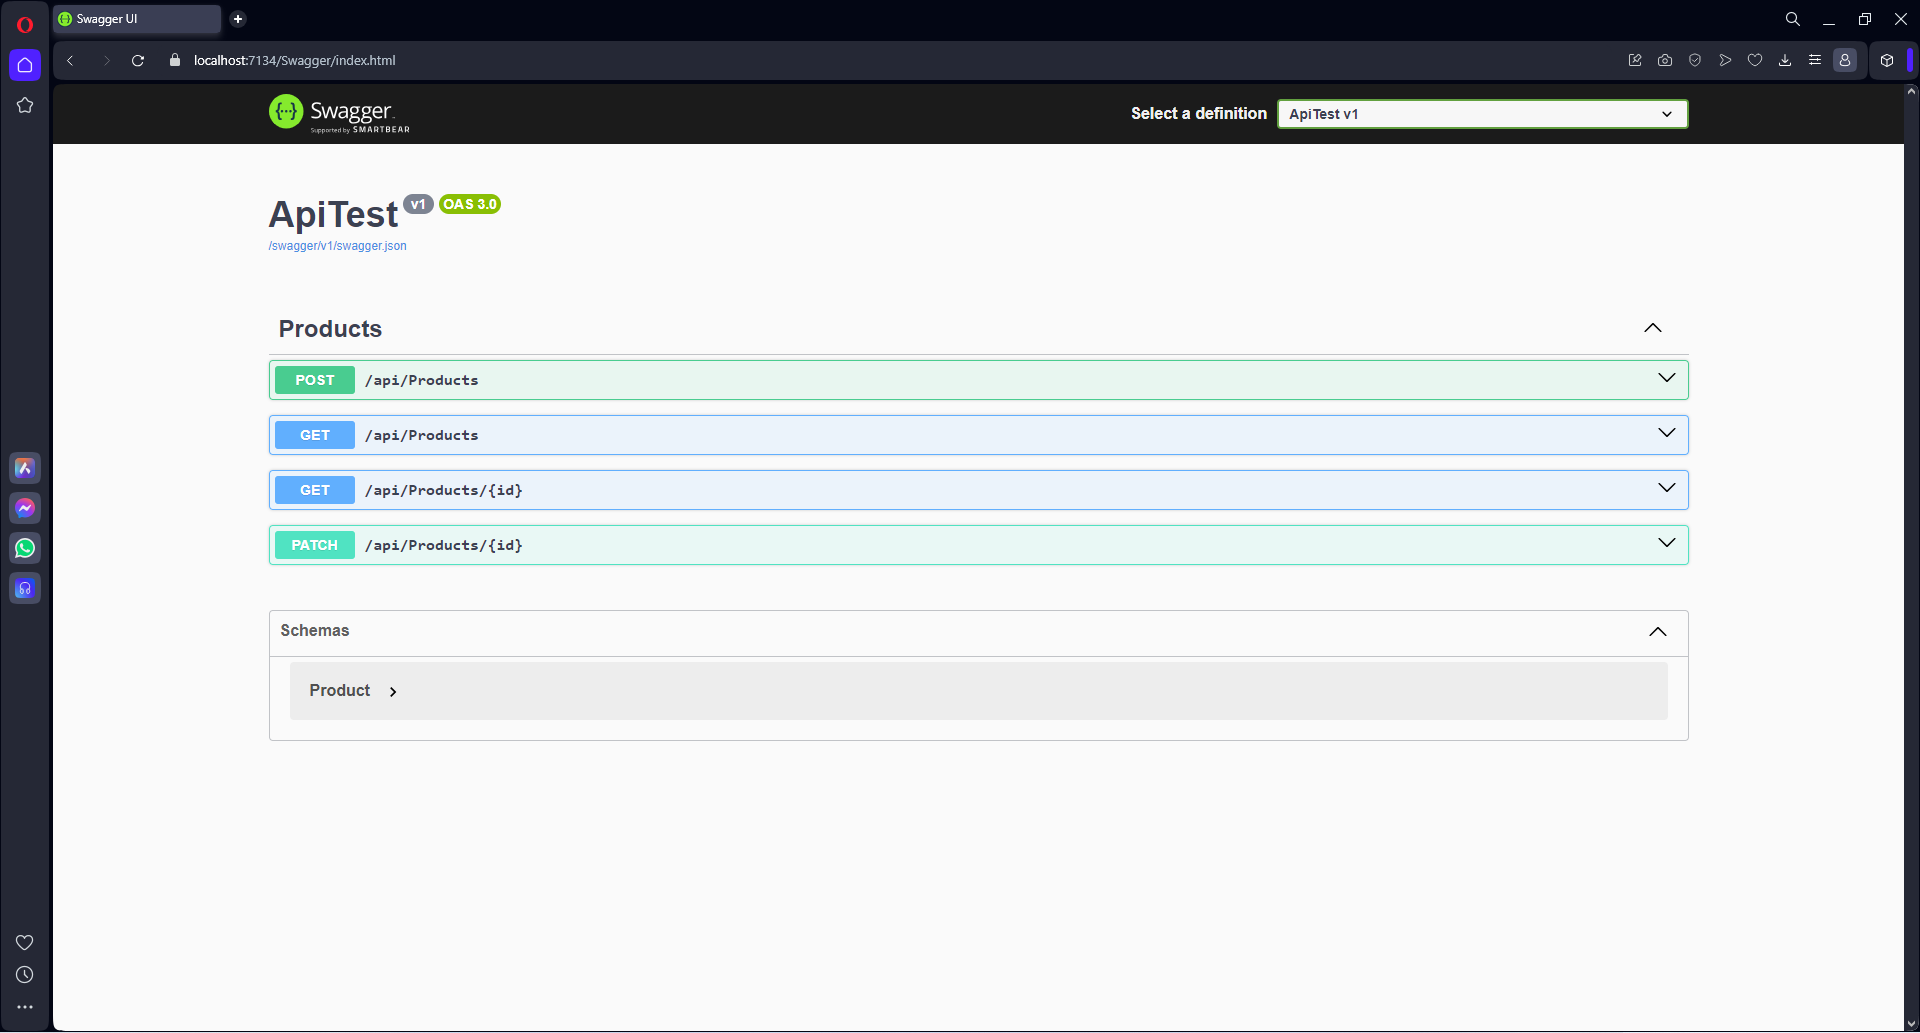 Swagger UI
localhost:7134/Swagger/index.html
Swagger
Supported by SMARTBEAR
Select a definition
ApiTest v1
ApiTest v1 OAS 3.0
/swagger/v1/swagger.json
Products
POST /api/Products
GET /api/Products
GET /api/Products/{id}
PATCH /api/Products/{id}
Schemas
Product